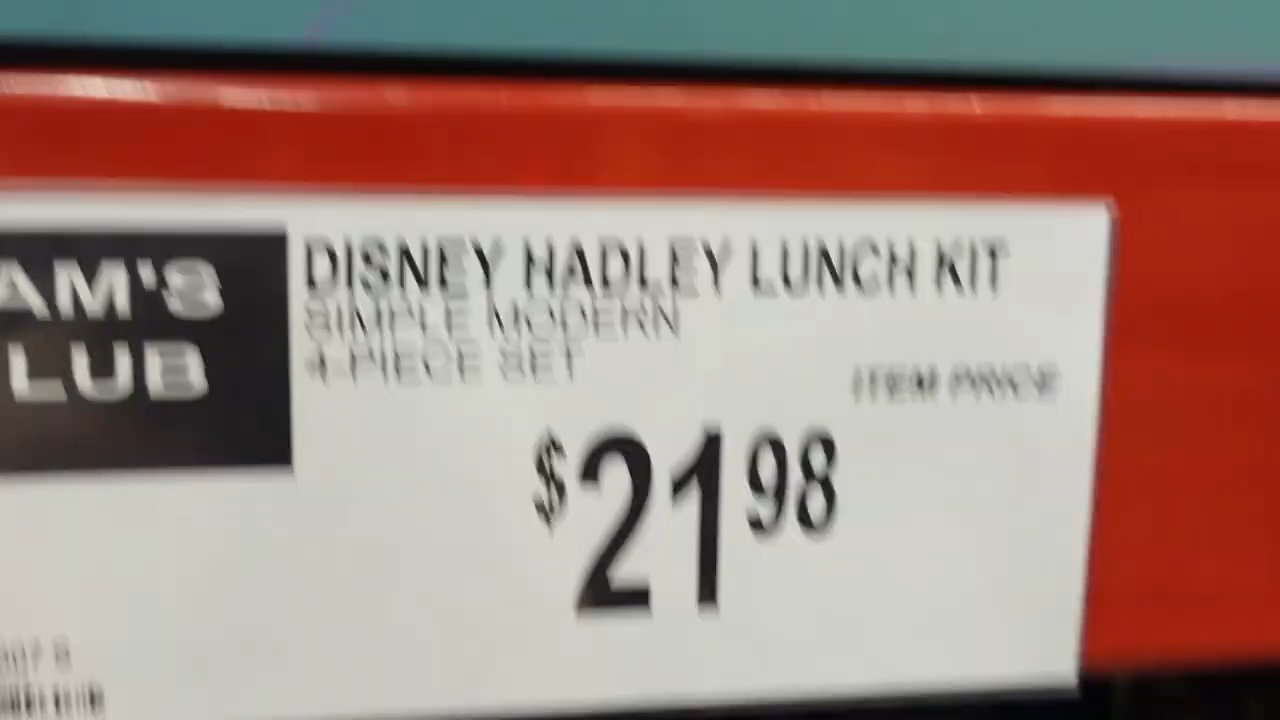 AM'S
LUB
DISNEY HADLEY LUNCH KIT
SIMPLE MODERN
4-PIECE SET
ITEM PRICE
$21 98